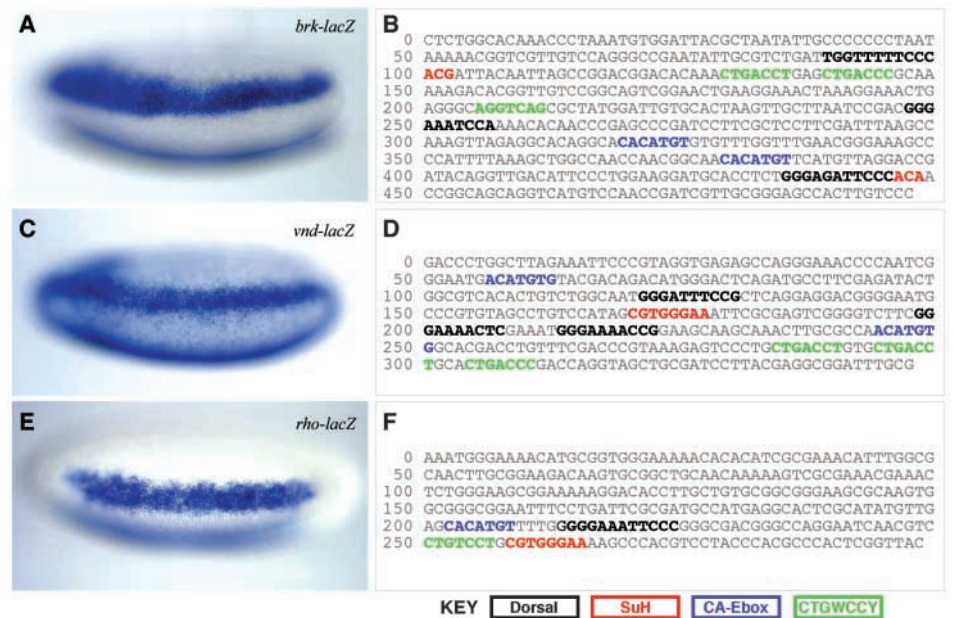 A
brk-lacZ
B
0 CTCTGGCACAAACCCTAAATGTGGATTACGCTAATATTGCCCCCCCTAAT
50 AAAAACGGTCGTTGTCCAGGGCCGAATATTGCGTCTGATTGGTTTTTCCC
100 ACGATTACAATTAGCCGGACGGACACAAACTGACCTGAGCTGACCCGCAA
150 AAAGACACGGTTGTCCGGCAGTCGGAACTGAAGGAAACTAAAGGAAACTG
200 AGGGCAGGTCAGCGCTATGGATTGTGCACTAAGTTGCTTAATCCGACGGG
250 AAATCCAAAACACAACCCGAGCCCGATCCTTCGCTCCTTCGATTTAAGCC
300 AAAGTTAGAGGCACAGGCACACATGTGTGTTTGGTTTGAACGGGAAAGCC
350 CCATTTTAAAGCTGGCCAACCAACGGCAACACATGTTCATGTTAGGACCG
400 ATACAGGTTGACATTCCCTGGAAGGATGCACCTCTGGGAGATTCCCACAA
450 CCGGCAGCAGGTCATGTCCAACCGATCGTTGCGGGAGCCACTTGTCCC
C
vnd-lacZ
D
0 GACCCTGGCTTAGAAATTCCCGTAGGTGAGAGCCAGGGAAACCCCAATCG
50 GGAATGACATGTGTACGACAGACATGGGACTCAGATGCCTTCGAGATACT
100 GGCGTCACACTGTCTGGCAATGGGATTTCCGCTCAGGAGGACGGGGAATG
150 CCCGTGTAGCCTGTCCATAGCGTGGGAAATTCGCGAGTCGGGGTCTTCGG
200 GAAAACTCGAAATGGGAAAACCGGAAGCAAGCAAACTTGCGCCAACATGT
250 GGCACGACCTGTTTCGACCCGTAAAGAGTCCCTGCTGACCTGTGCTGACC
300 TGCACTGACCCGACCAGGTAGCTGCGATCCTTACGAGGCGGATTTGCG
E
rho-lacZ
F
0 AAATGGGAAAACATGCGGTGGGAAAAACACACATCGCGAAACATTTGGCG
50 CAACTTGCGGAAGACAAGTGCGGCTGCAACAAAAAGTCGCGAAACGAAAC
100 TCTGGGAAGCGGAAAAAGGACACCTTGCTGTGCGGCGGGAAGCGCAAGTG
150 GCGGGCGGAATTTCCTGATTCGCGATGCCATGAGGCACTCGCATATGTTG
200 AGCACATGTTTTGGGGGAAATTCCCGGGCGACGGGCCAGGAATCAACGTC
250 CTGTCCTGCGTGGGAAAAGCCCACGTCCTACCCACGCCCACTCGGTTAC
KEY Dorsal SuH CA-Ebox CTGWCCY